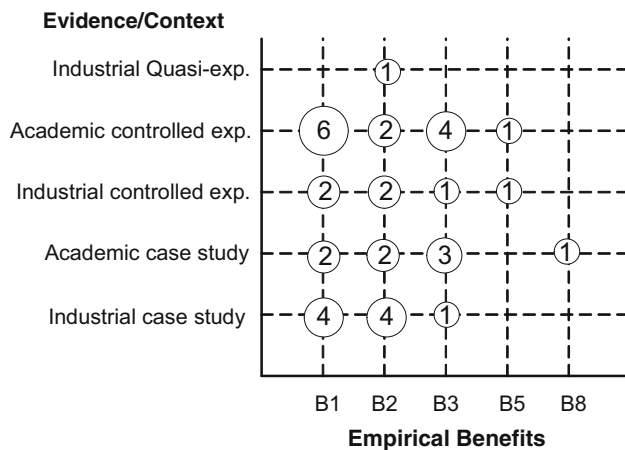 Evidence/Context
Industrial Quasi-exp.
1
Academic controlled exp.
6 2 4 1
Industrial controlled exp.
2 2 1 1
Academic case study
2 2 3 1
Industrial case study
4 4 1
B1 B2 B3 B5 B8
Empirical Benefits